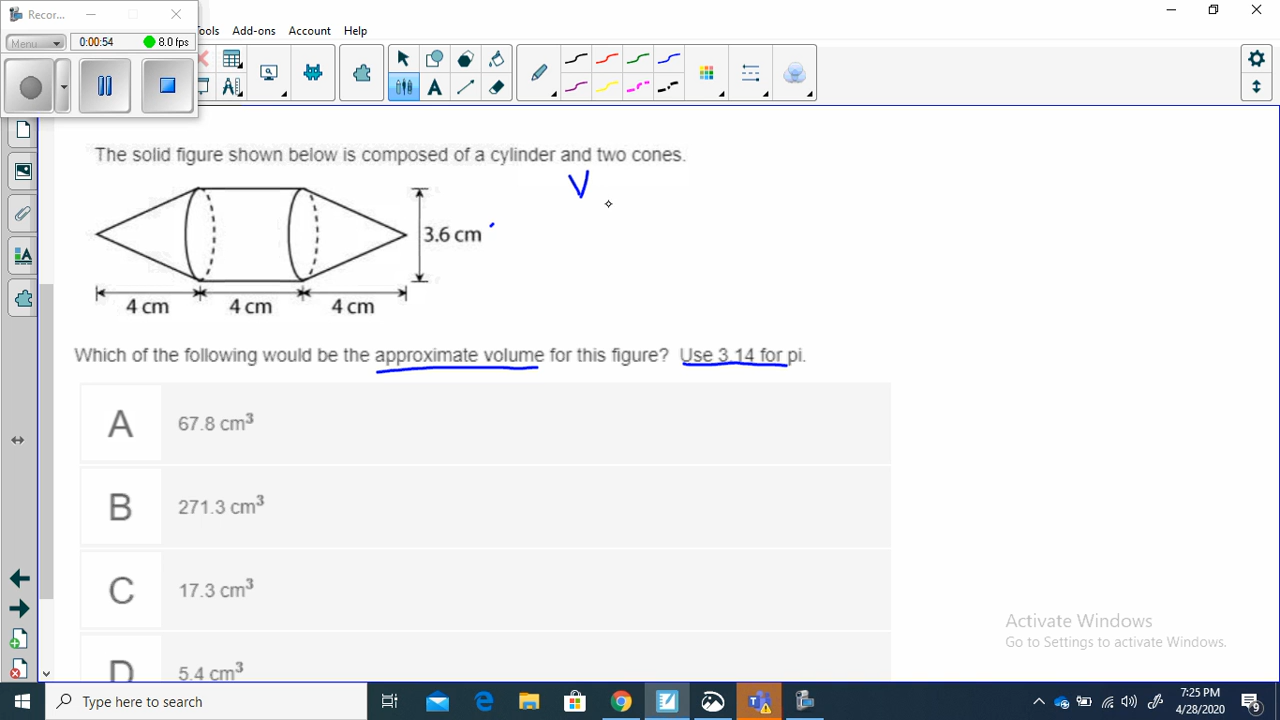 Recor...
Menu
0:00:54
8.0 fps
Tools Add-ons Account Help
The solid figure shown below is composed of a cylinder and two cones.
V
3.6 cm
4 cm 4 cm 4 cm
Which of the following would be the approximate volume for this figure? Use 3.14 for pi.
A 67.8 cm³
B 271.3 cm³
C 17.3 cm³
D 5.4 cm³
Activate Windows
Go to Settings to activate Windows.
Type here to search
7:25 PM
4/28/2020
9